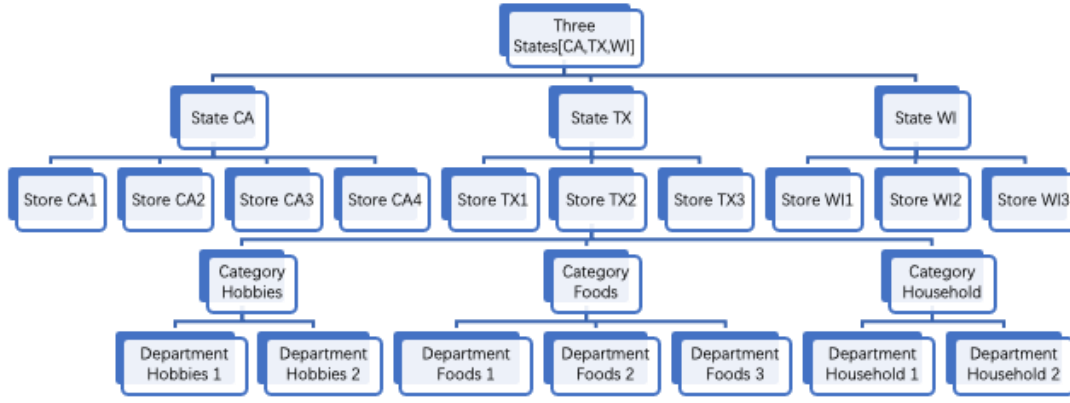 Three
States[CA,TX,WI]
State CA
State TX
State WI
Store CA1
Store CA2
Store CA3
Store CA4
Store TX1
Store TX2
Store TX3
Store WI1
Store WI2
Store WI3
Category
Hobbies
Category
Foods
Category
Household
Department
Hobbies 1
Department
Hobbies 2
Department
Foods 1
Department
Foods 2
Department
Foods 3
Department
Household 1
Department
Household 2